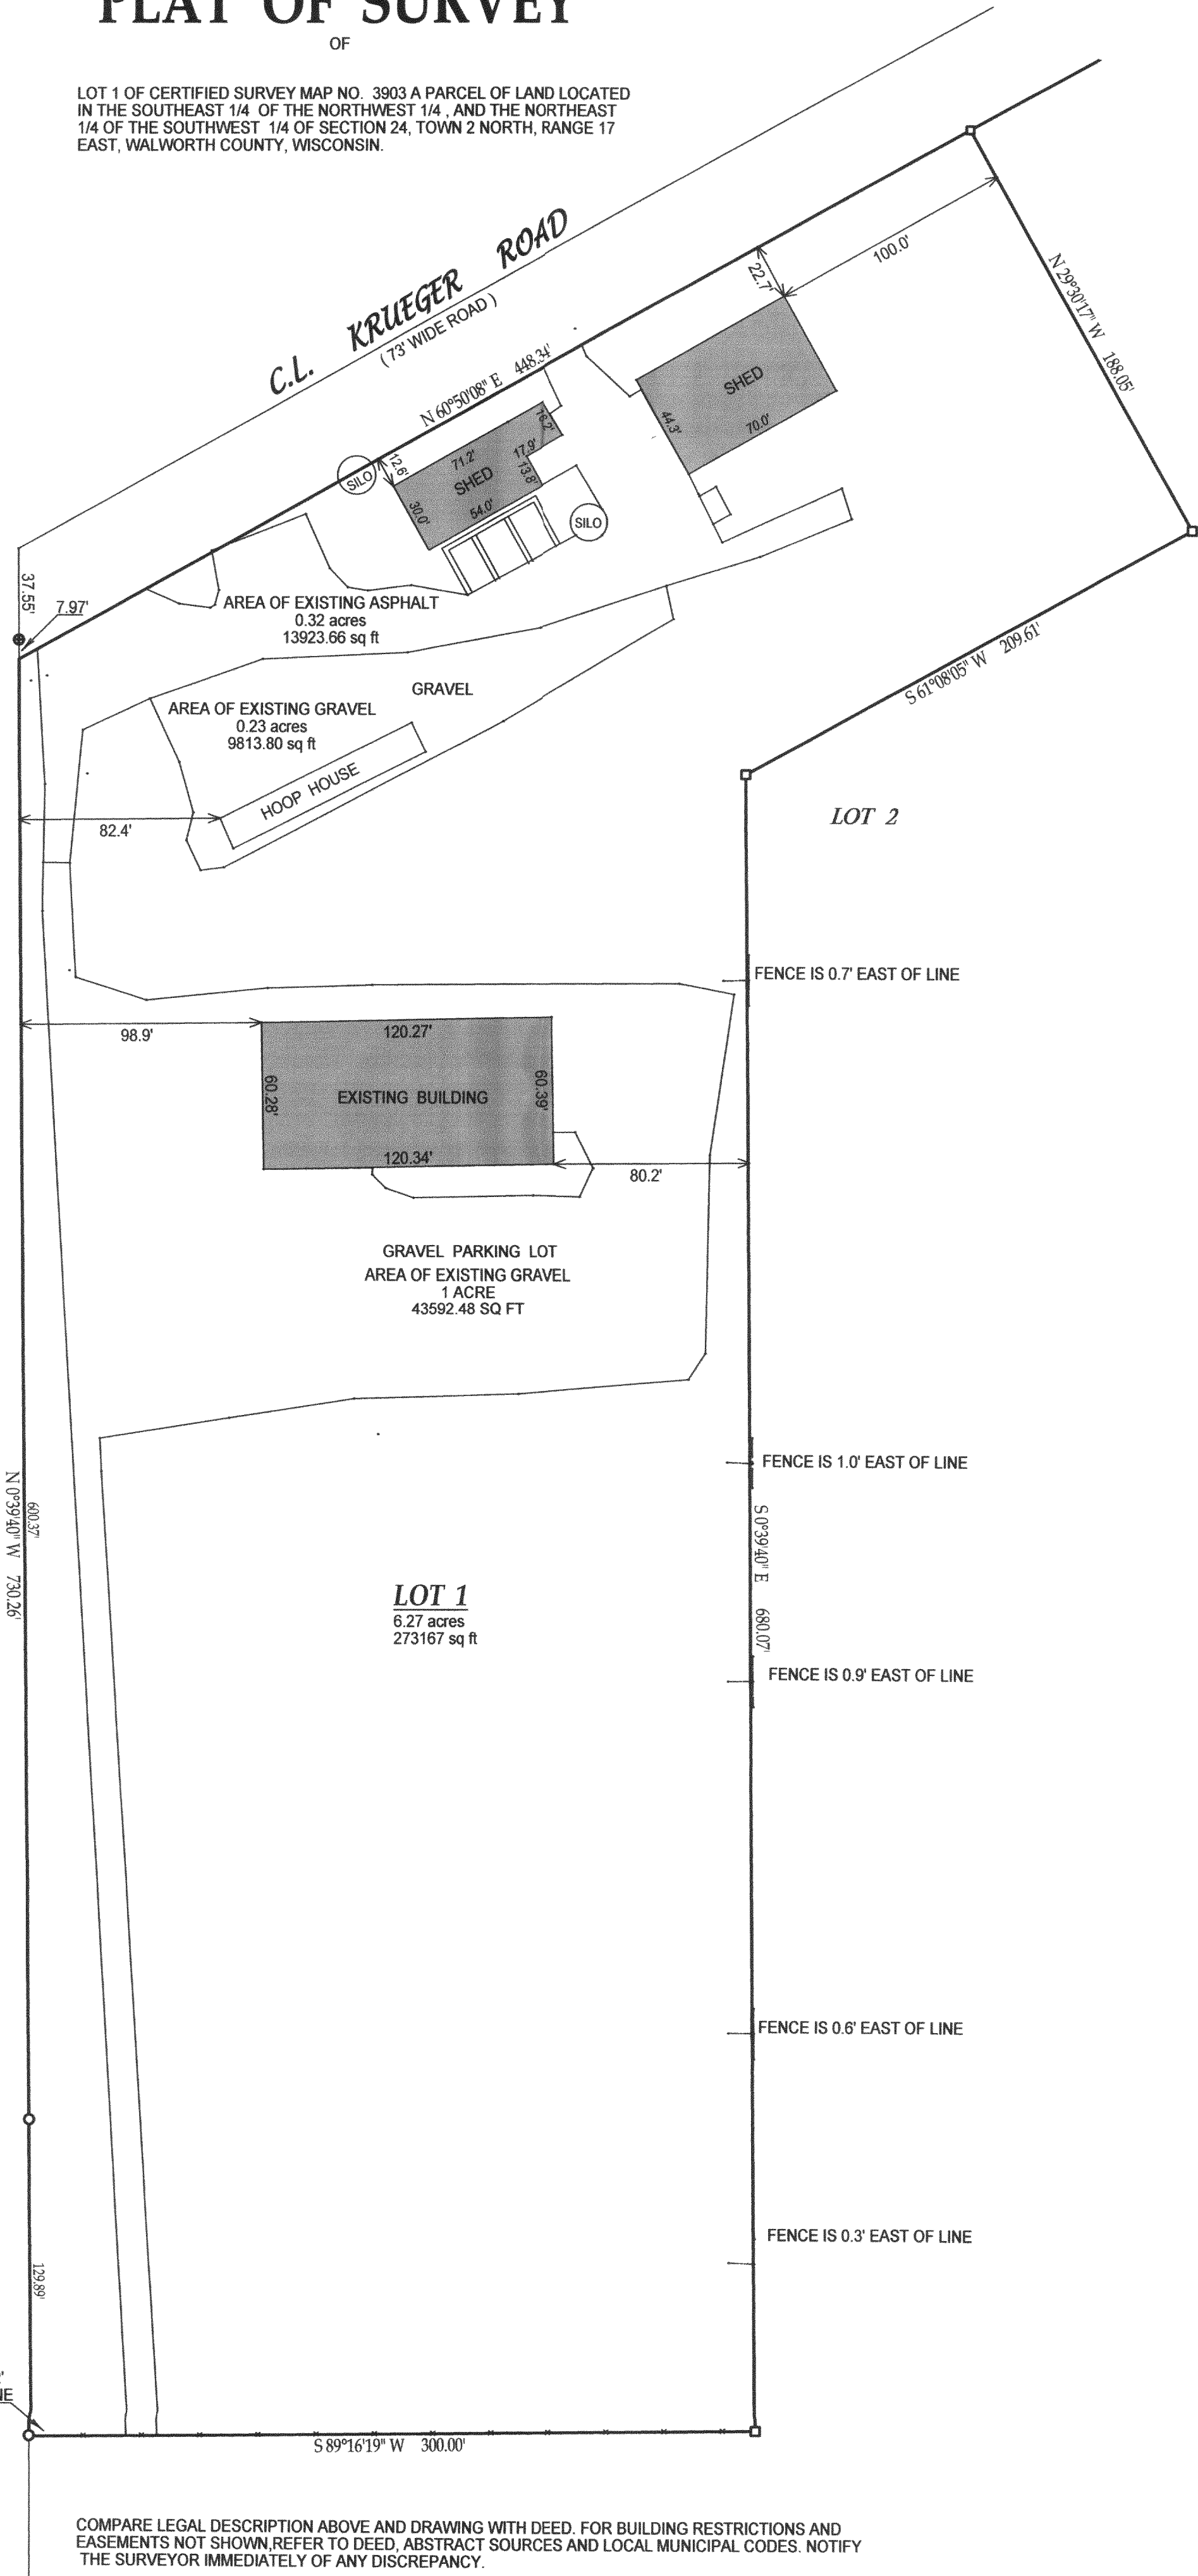 PLAT OF SURVEY
OF
LOT 1 OF CERTIFIED SURVEY MAP NO. 3903 A PARCEL OF LAND LOCATED
IN THE SOUTHEAST 1/4 OF THE NORTHWEST 1/4 , AND THE NORTHEAST
1/4 OF THE SOUTHWEST 1/4 OF SECTION 24, TOWN 2 NORTH, RANGE 17
EAST, WALWORTH COUNTY, WISCONSIN.
C.L. KRUEGER ROAD
( 73' WIDE ROAD )
N 60°50'08" E 448.34'
22.7'
100.0'
N 29°30'17" W 188.05'
SHED
44.3'
70.0'
SILO
12.6'
71.2'
16.2'
17.9'
13.8'
SHED
30.0'
54.0'
SILO
37.55'
7.97'
AREA OF EXISTING ASPHALT
0.32 acres
13923.66 sq ft
S 61°08'05" W 209.61'
GRAVEL
AREA OF EXISTING GRAVEL
0.23 acres
9813.80 sq ft
HOOP HOUSE
82.4'
LOT 2
FENCE IS 0.7' EAST OF LINE
98.9'
120.27'
60.28'
EXISTING BUILDING
60.39'
120.34'
80.2'
GRAVEL PARKING LOT
AREA OF EXISTING GRAVEL
1 ACRE
43592.48 SQ FT
FENCE IS 1.0' EAST OF LINE
N 0°39'40" W 730.26'
600.37'
S 0°39'40" E 680.07'
LOT 1
6.27 acres
273167 sq ft
FENCE IS 0.9' EAST OF LINE
FENCE IS 0.6' EAST OF LINE
FENCE IS 0.3' EAST OF LINE
129.89'
S 89°16'19" W 300.00'
COMPARE LEGAL DESCRIPTION ABOVE AND DRAWING WITH DEED. FOR BUILDING RESTRICTIONS AND
EASEMENTS NOT SHOWN,REFER TO DEED, ABSTRACT SOURCES AND LOCAL MUNICIPAL CODES. NOTIFY
THE SURVEYOR IMMEDIATELY OF ANY DISCREPANCY.